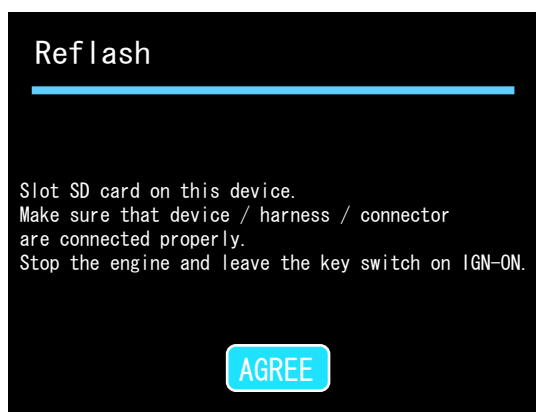 Reflash
Slot SD card on this device.
Make sure that device / harness / connector
are connected properly.
Stop the engine and leave the key switch on IGN-ON.
AGREE